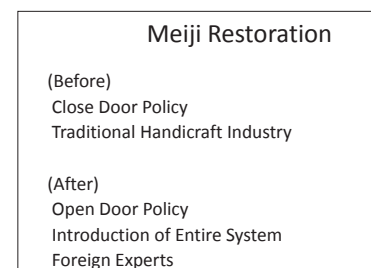 Meiji Restoration
(Before)
Close Door Policy
Traditional Handicraft Industry
(After)
Open Door Policy
Introduction of Entire System
Foreign Experts